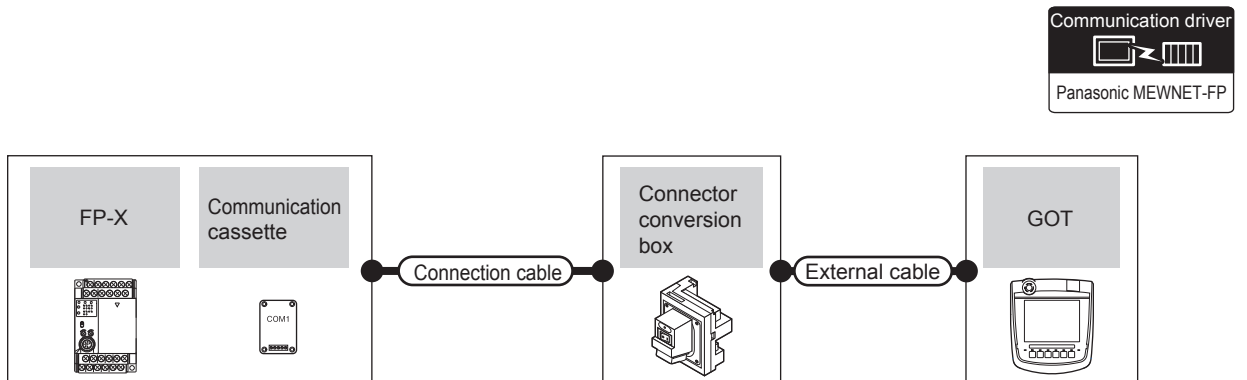 Communication driver
Panasonic MEWNET-FP
FP-X
Communication
cassette
Connection cable
Connector
conversion
box
External cable
GOT
COM1